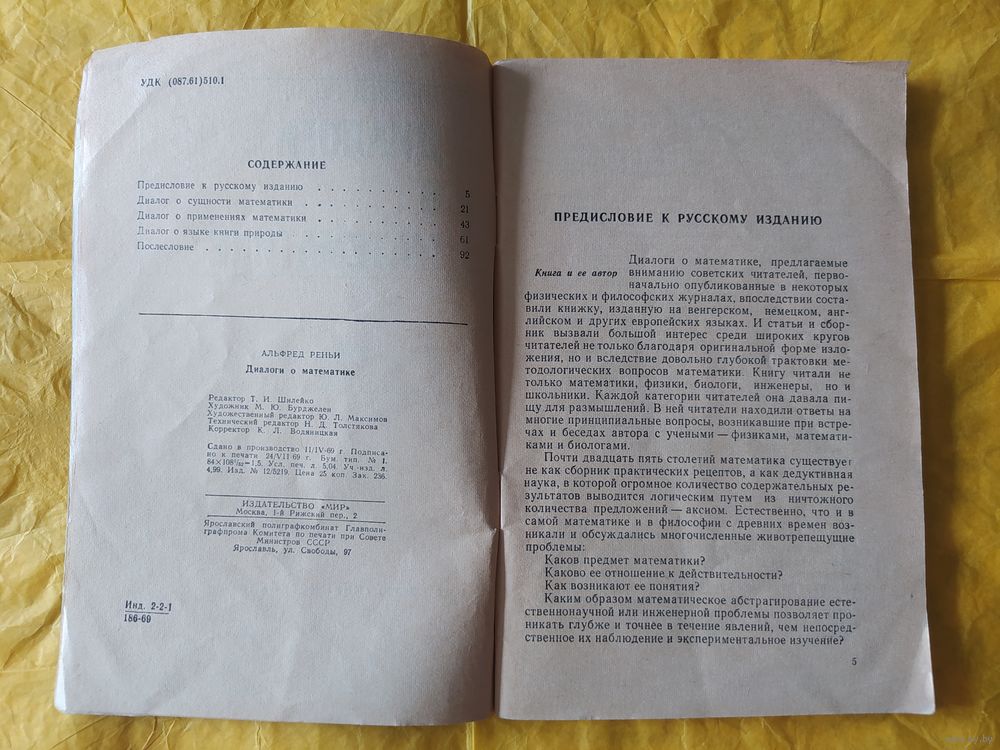 УДК (087.61)510.1
СОДЕРЖАНИЕ
Предисловие к русскому изданию . . . . . . . . . . 5
Диалог о сущности математики . . . . . . . . . . 21
Диалог о применениях математики . . . . . . . . . 43
Диалог о языке книги природы . . . . . . . . . . 61
Послесловие . . . . . . . . . . . . . . . . 92
АЛЬФРЕД РЕНЬИ
Диалоги о математике
Редактор Т. И. Шилейко
Художник М. Ю. Бурджелен
Художественный редактор Ю. Л. Максимов
Технический редактор Н. Д. Толстякова
Корректор К. Л. Водяницкая
Сдано в производство 11/IV-69 г. Подписа-
но к печати 24/VII-69 г. Бум. тип. № 1.
84×108¹/₃₂=1,5. Усл. печ. л. 5,04. Уч.-изд. л.
4,99. Изд. № 12/5219. Цена 25 коп. Зак. 236.
ИЗДАТЕЛЬСТВО «МИР»
Москва, 1-й Рижский пер., 2
Ярославский полиграфкомбинат Главполи-
графпрома Комитета по печати при Совете
Министров СССР
Ярославль, ул. Свободы, 97
Инд. 2-2-1
186-69
ПРЕДИСЛОВИЕ К РУССКОМУ ИЗДАНИЮ
Книга и ее автор
Диалоги о математике, предлагаемые
вниманию советских читателей, перво-
начально опубликованные в некоторых
физических и философских журналах, впоследствии соста-
вили книжку, изданную на венгерском, немецком, анг-
лийском и других европейских языках. И статьи и сбор-
ник вызвали большой интерес среди широких кругов
читателей не только благодаря оригинальной форме изло-
жения, но и вследствие довольно глубокой трактовки ме-
тодологических вопросов математики. Книгу читали не
только математики, физики, биологи, инженеры, но и
школьники. Каждой категории читателей она давала пи-
щу для размышлений. В ней читатели находили ответы на
многие принципиальные вопросы, возникавшие при встре-
чах и беседах автора с учеными — физиками, математи-
ками и биологами.
Почти двадцать пять столетий математика существует
не как сборник практических рецептов, а как дедуктивная
наука, в которой огромное количество содержательных ре-
зультатов выводится логическим путем из ничтожного
количества предложений — аксиом. Естественно, что и в
самой математике и в философии с древних времен воз-
никали и обсуждались многочисленные животрепещущие
проблемы:
Каков предмет математики?
Каково ее отношение к действительности?
Как возникают ее понятия?
Каким образом математическое абстрагирование есте-
ственнонаучной или инженерной проблемы позволяет про-
никать глубже и точнее в течение явлений, чем непосред-
ственное их наблюдение и экспериментальное изучение?
5